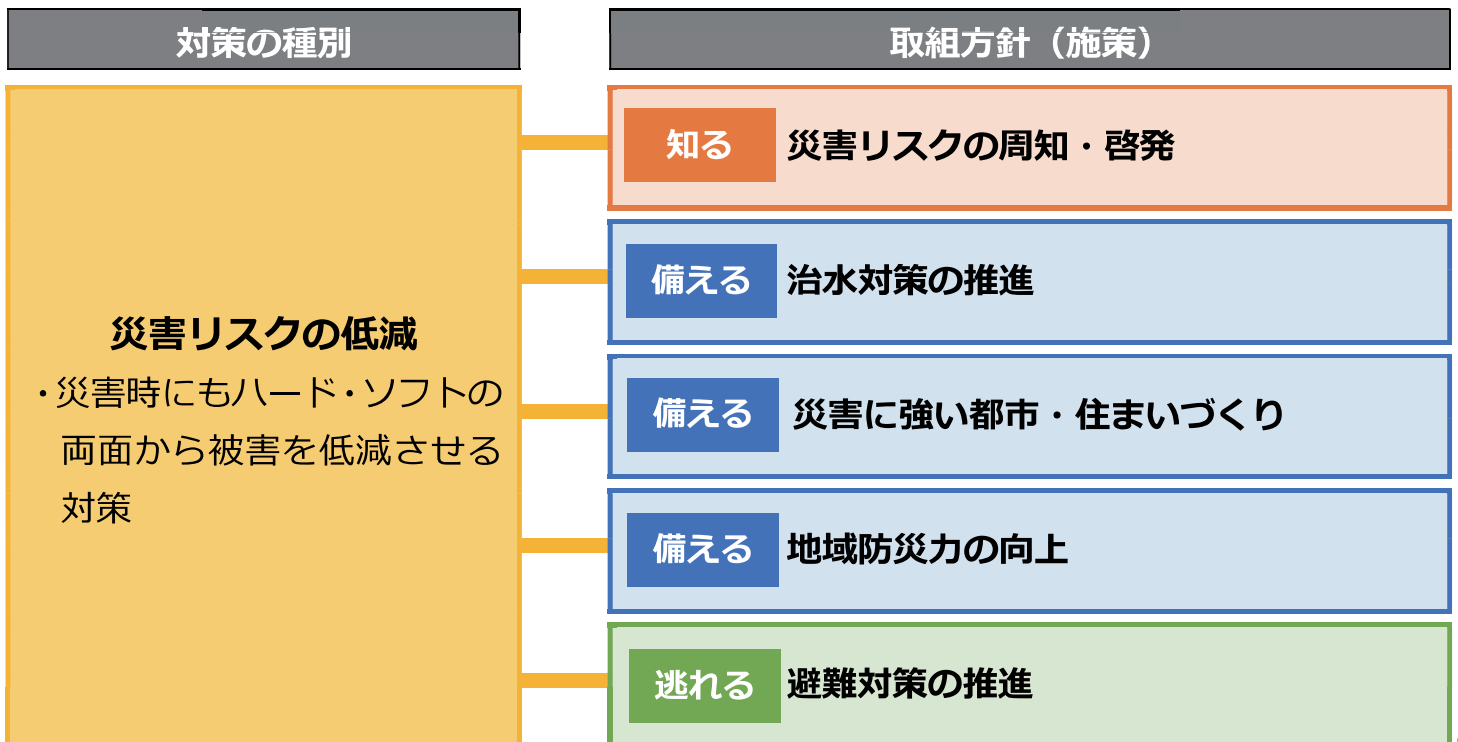 対策の種別
取組方針（施策）
災害リスクの低減
・災害時にもハード・ソフトの
両面から被害を低減させる
対策
知る 災害リスクの周知・啓発
備える 治水対策の推進
備える 災害に強い都市・住まいづくり
備える 地域防災力の向上
逃れる 避難対策の推進